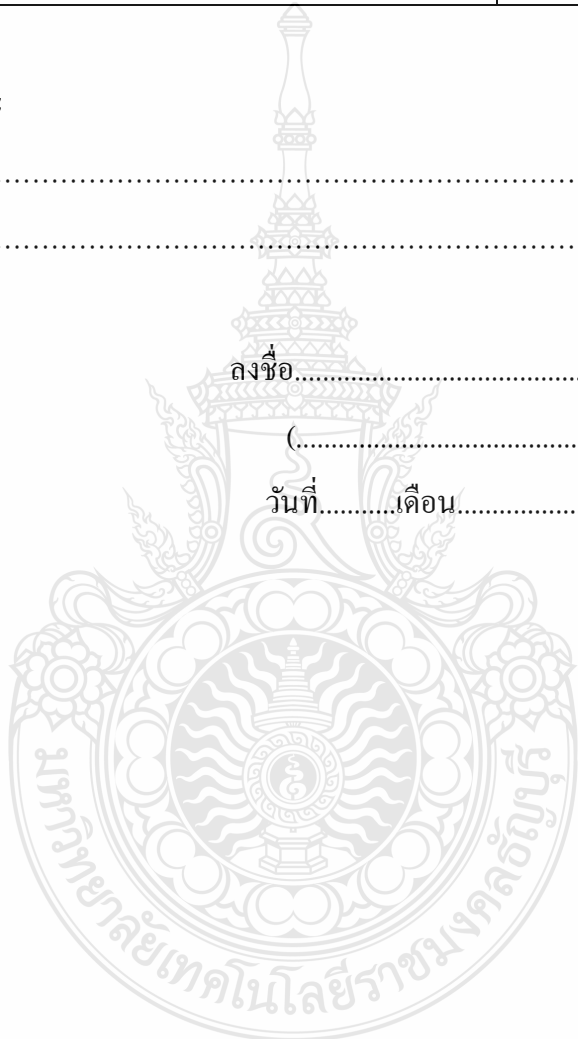 ........................................................................................
........................................................................................
ลงชื่อ..........................................
(..........................................
วันที่...........เดือน.................
มหาวิทยาลัยเทคโนโลยีราชมงคลธัญบุรี